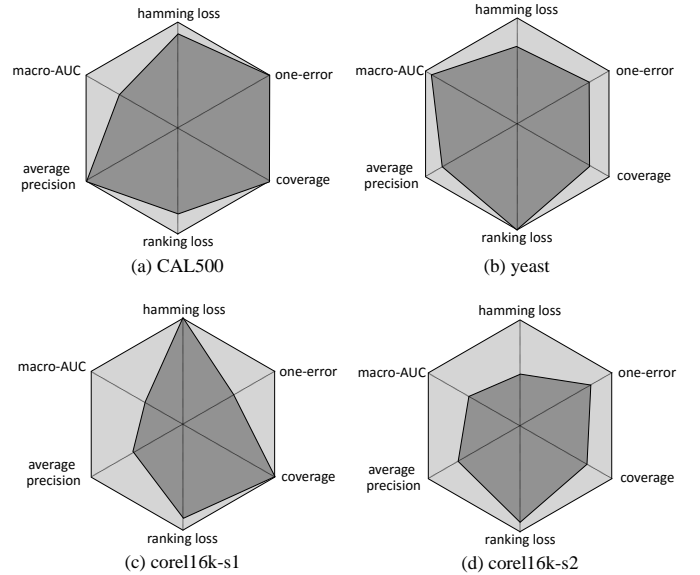 hamming loss
macro-AUC
one-error
average
precision
coverage
ranking loss
(a) CAL500
hamming loss
macro-AUC
one-error
average
precision
coverage
ranking loss
(b) yeast
hamming loss
macro-AUC
one-error
average
precision
coverage
ranking loss
(c) corel16k-s1
hamming loss
macro-AUC
one-error
average
precision
coverage
ranking loss
(d) corel16k-s2